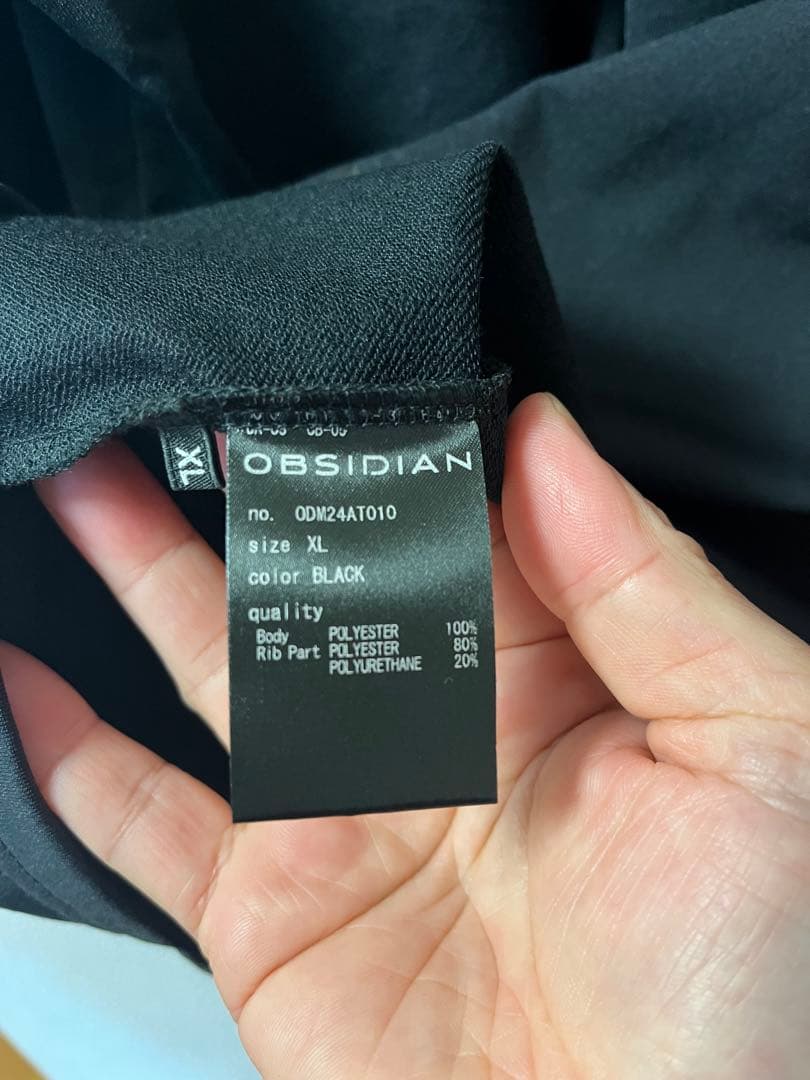 XL
OBSIDIAN
no. ODM24AT010
size XL
color BLACK
quality
Body POLYESTER 100%
Rib Part POLYESTER 80%
POLYURETHANE 20%